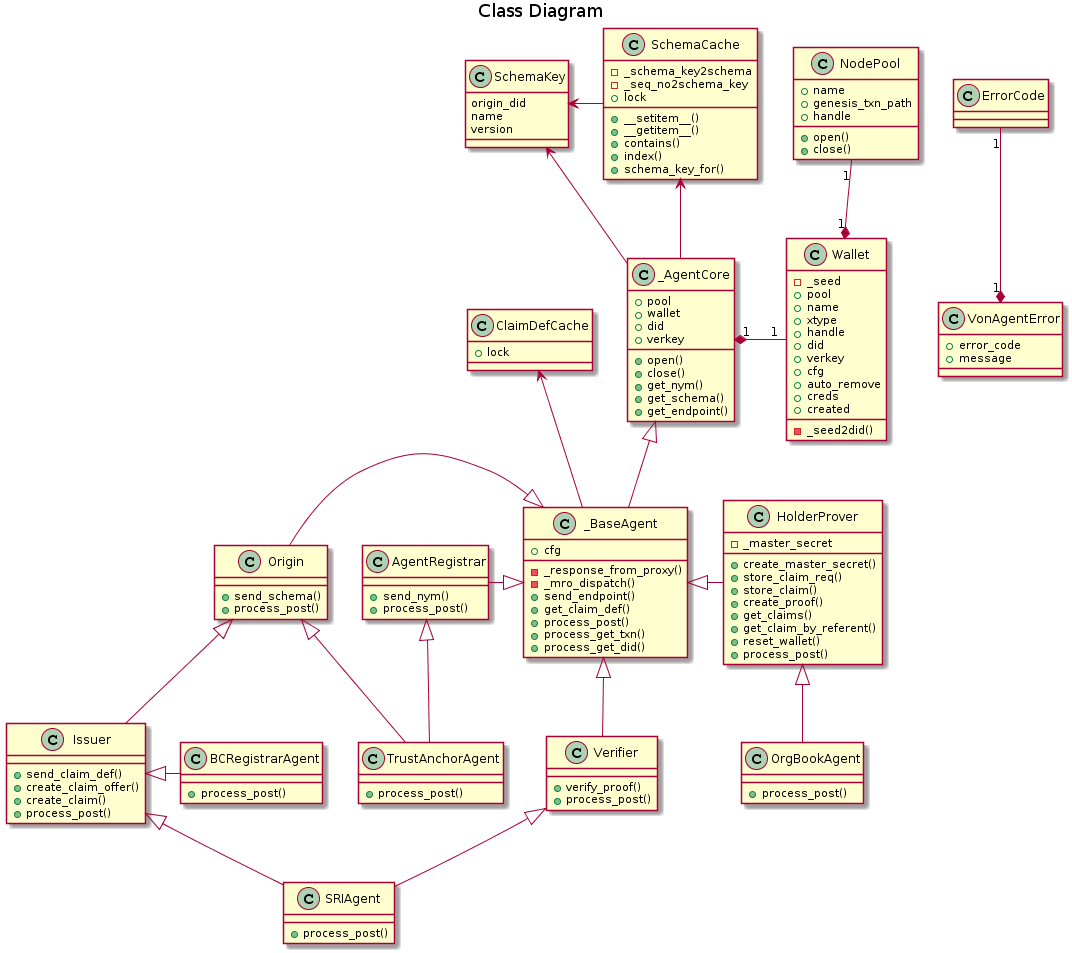 Class Diagram
C SchemaKey
origin_did
name
version
C SchemaCache
_schema_key2schema
_seq_no2schema_key
lock
__setitem__()
__getitem__()
contains()
index()
schema_key_for()
C NodePool
name
genesis_txn_path
handle
open()
close()
C ErrorCode
1
1
1
1
C _AgentCore
pool
wallet
did
verkey
open()
close()
get_nym()
get_schema()
get_endpoint()
1 1
C Wallet
_seed
pool
name
xtype
handle
did
verkey
cfg
auto_remove
creds
created
_seed2did()
C VonAgentError
error_code
message
C ClaimDefCache
lock
C Origin
send_schema()
process_post()
C AgentRegistrar
send_nym()
process_post()
C _BaseAgent
cfg
_response_from_proxy()
_mro_dispatch()
send_endpoint()
get_claim_def()
process_post()
process_get_txn()
process_get_did()
C HolderProver
_master_secret
create_master_secret()
store_claim_req()
store_claim()
create_proof()
get_claims()
get_claim_by_referent()
reset_wallet()
process_post()
C Issuer
send_claim_def()
create_claim_offer()
create_claim()
process_post()
C BCRegistrarAgent
process_post()
C TrustAnchorAgent
process_post()
C Verifier
verify_proof()
process_post()
C OrgBookAgent
process_post()
C SRIAgent
process_post()